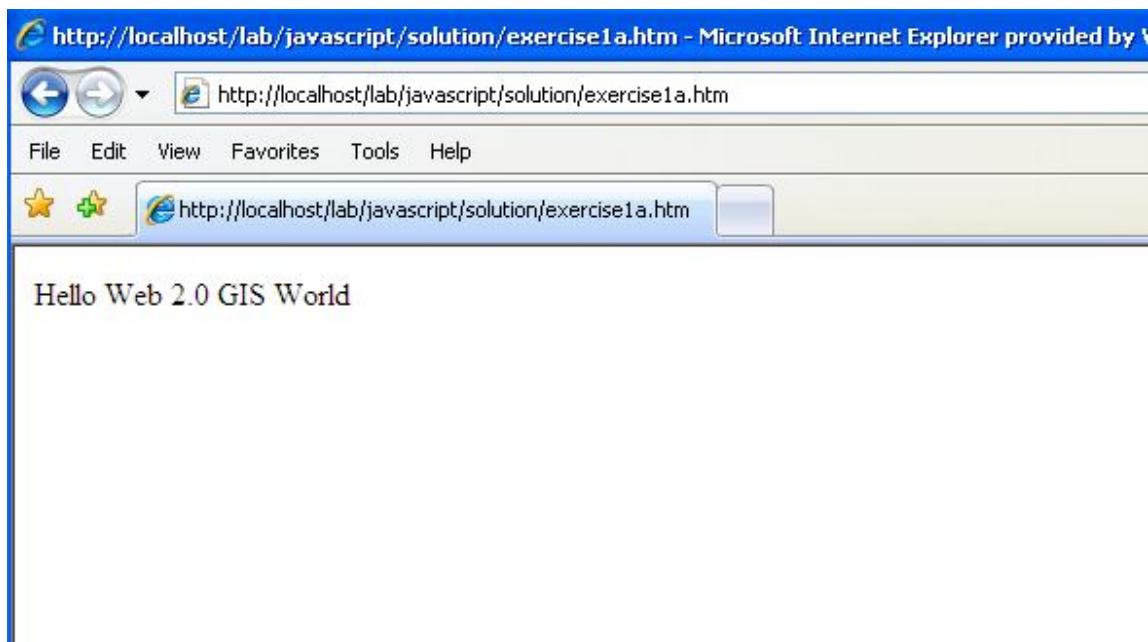 http://localhost/lab/javascript/solution/exercise1a.htm - Microsoft Internet Explorer provided by
http://localhost/lab/javascript/solution/exercise1a.htm
File Edit View Favorites Tools Help
http://localhost/lab/javascript/solution/exercise1a.htm
Hello Web 2.0 GIS World